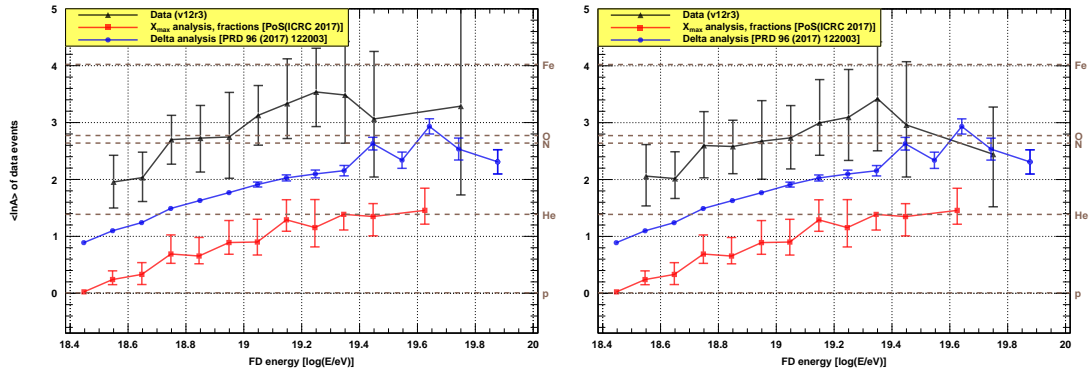 Data (v12r3)
Xmax analysis, fractions [PoS(ICRC 2017)]
Delta analysis [PRD 96 (2017) 122003]
<lnA> of data events
5
4
3
2
1
0
Fe
O
N
He
p
18.4 18.6 18.8 19 19.2 19.4 19.6 19.8 20
FD energy [log(E/eV)]
Data (v12r3)
Xmax analysis, fractions [PoS(ICRC 2017)]
Delta analysis [PRD 96 (2017) 122003]
5
4
3
2
1
0
Fe
O
N
He
p
18.4 18.6 18.8 19 19.2 19.4 19.6 19.8 20
FD energy [log(E/eV)]